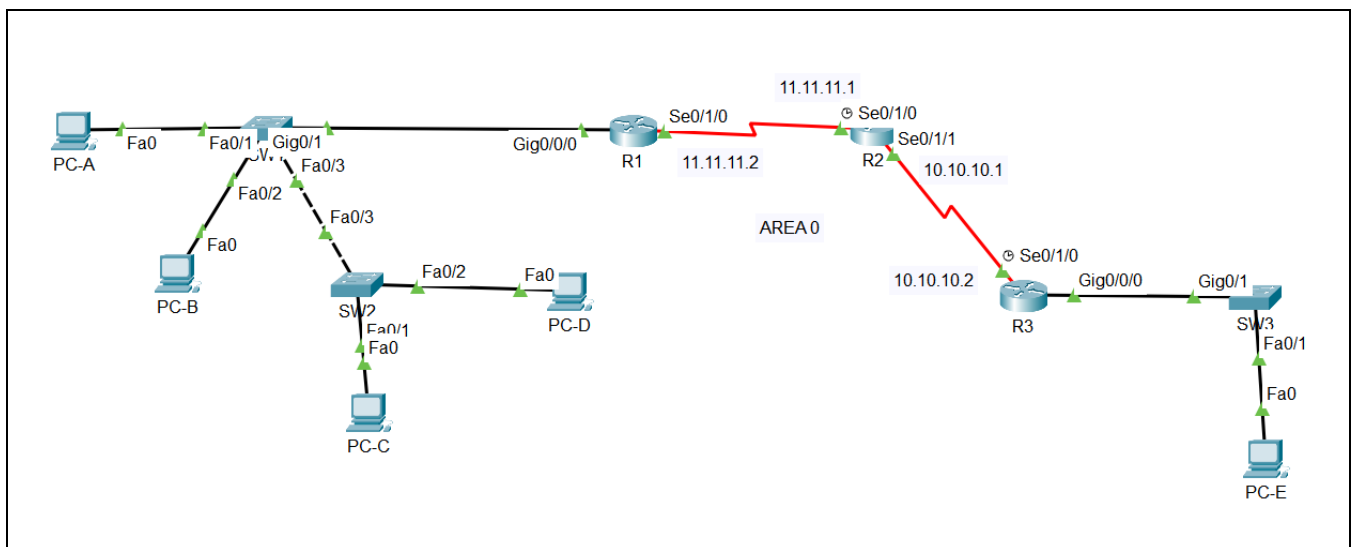 11.11.11.1
Se0/1/0
Se0/1/0
Se0/1/1
Fa0
Fa0/1
Gig0/1
Gig0/0/0
PC-A
R1
R2
Fa0/3
11.11.11.2
10.10.10.1
Fa0/2
Fa0/3
AREA 0
Fa0
Se0/1/0
Fa0/2
Fa0
10.10.10.2
Gig0/0/0
Gig0/1
PC-B
SW2
PC-D
R3
SW3
Fa0/1
Fa0
Fa0/1
Fa0
PC-C
PC-E